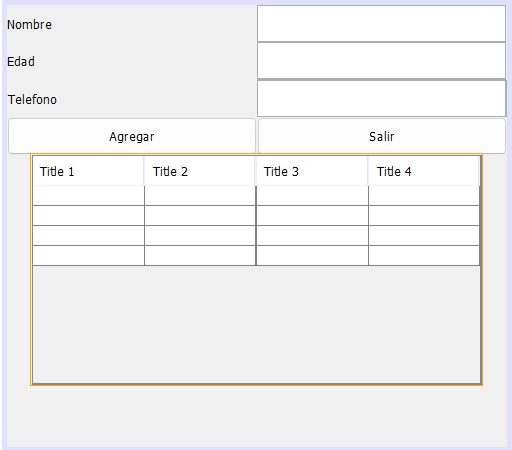 Nombre
Edad
Telefono
Agregar Salir
Title 1 Title 2 Title 3 Title 4